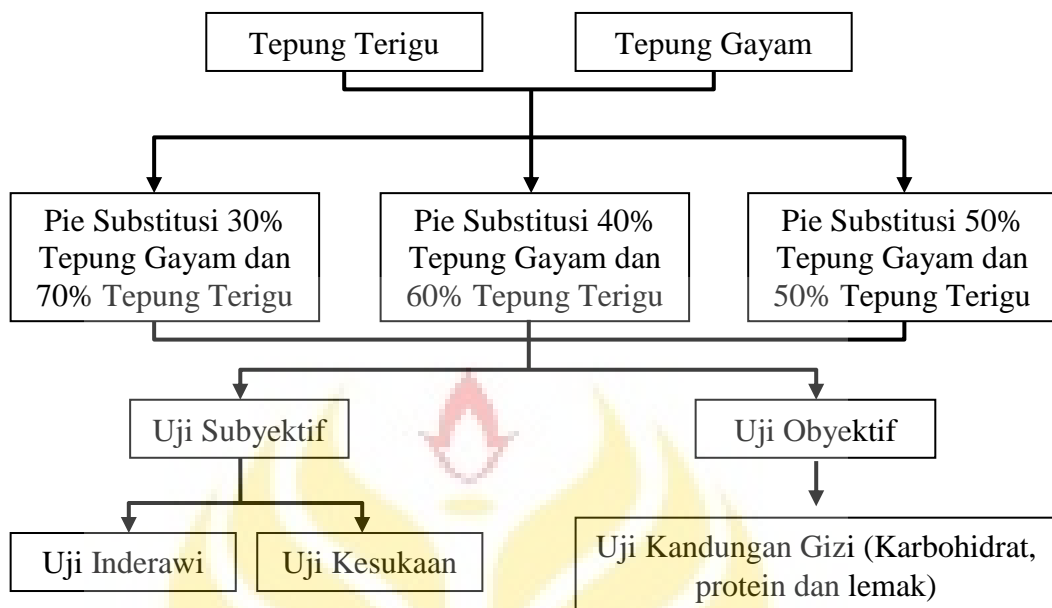 Tepung Terigu
Tepung Gayam
Pie Substitusi 30%
Tepung Gayam dan
70% Tepung Terigu
Pie Substitusi 40%
Tepung Gayam dan
60% Tepung Terigu
Pie Substitusi 50%
Tepung Gayam dan
50% Tepung Terigu
Uji Subyektif
Uji Obyektif
Uji Inderawi
Uji Kesukaan
Uji Kandungan Gizi (Karbohidrat,
protein dan lemak)